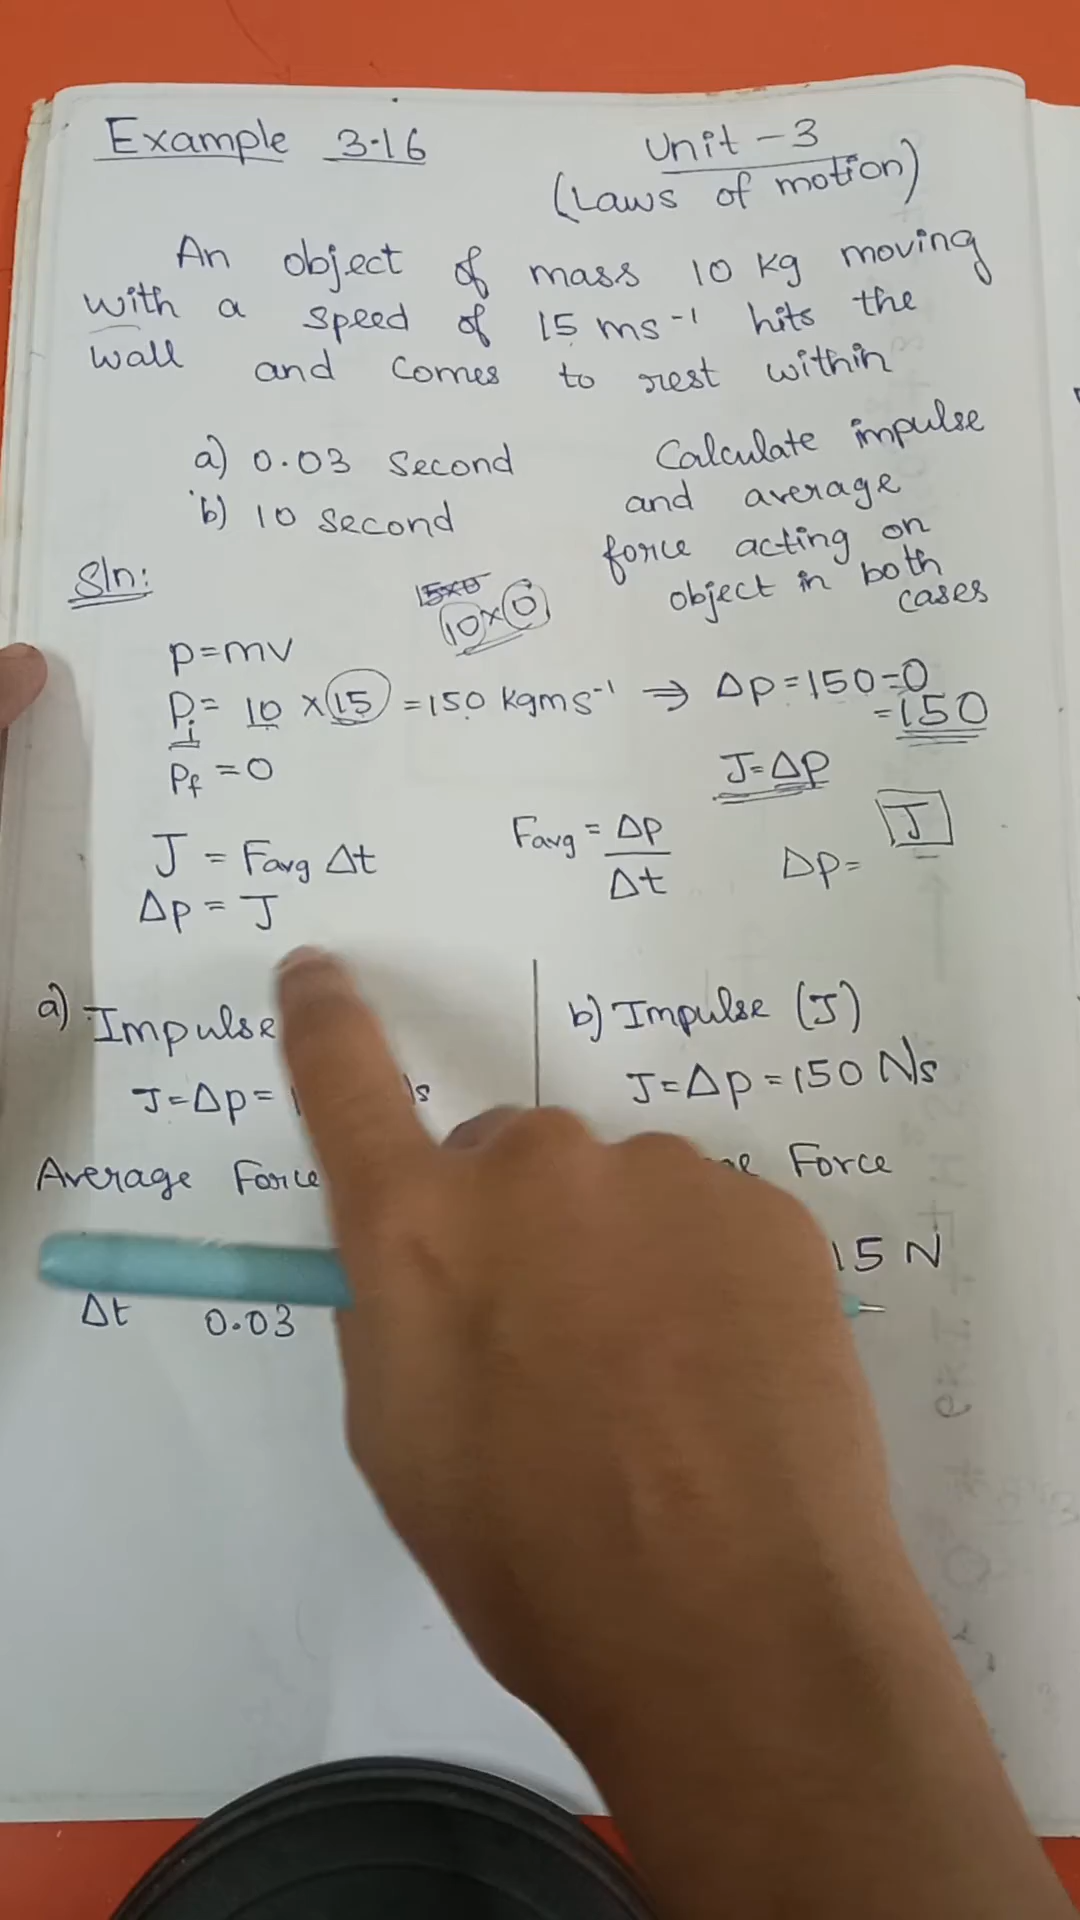 Example 3.16
Unit - 3
(Laws of motion)
An object of mass 10 kg moving
with a speed of 15 ms⁻¹ hits the
wall and comes to rest within
a) 0.03 second
b) 10 second
Calculate impulse
and average
force acting on
object in both
cases
Sln:
10×0
p=mv
Pi= 10 ×15 =150 kgms⁻¹ ⇒ Δp=150-0
=150
Pf =0
J=Δp
J = Favg Δt
Δp = J
Favg = Δp
Δt
J
Δp=
a) Impulse
J=Δp=
Average Force
Δt 0.03
b) Impulse (J)
J=Δp=150 Ns
Force
15 N